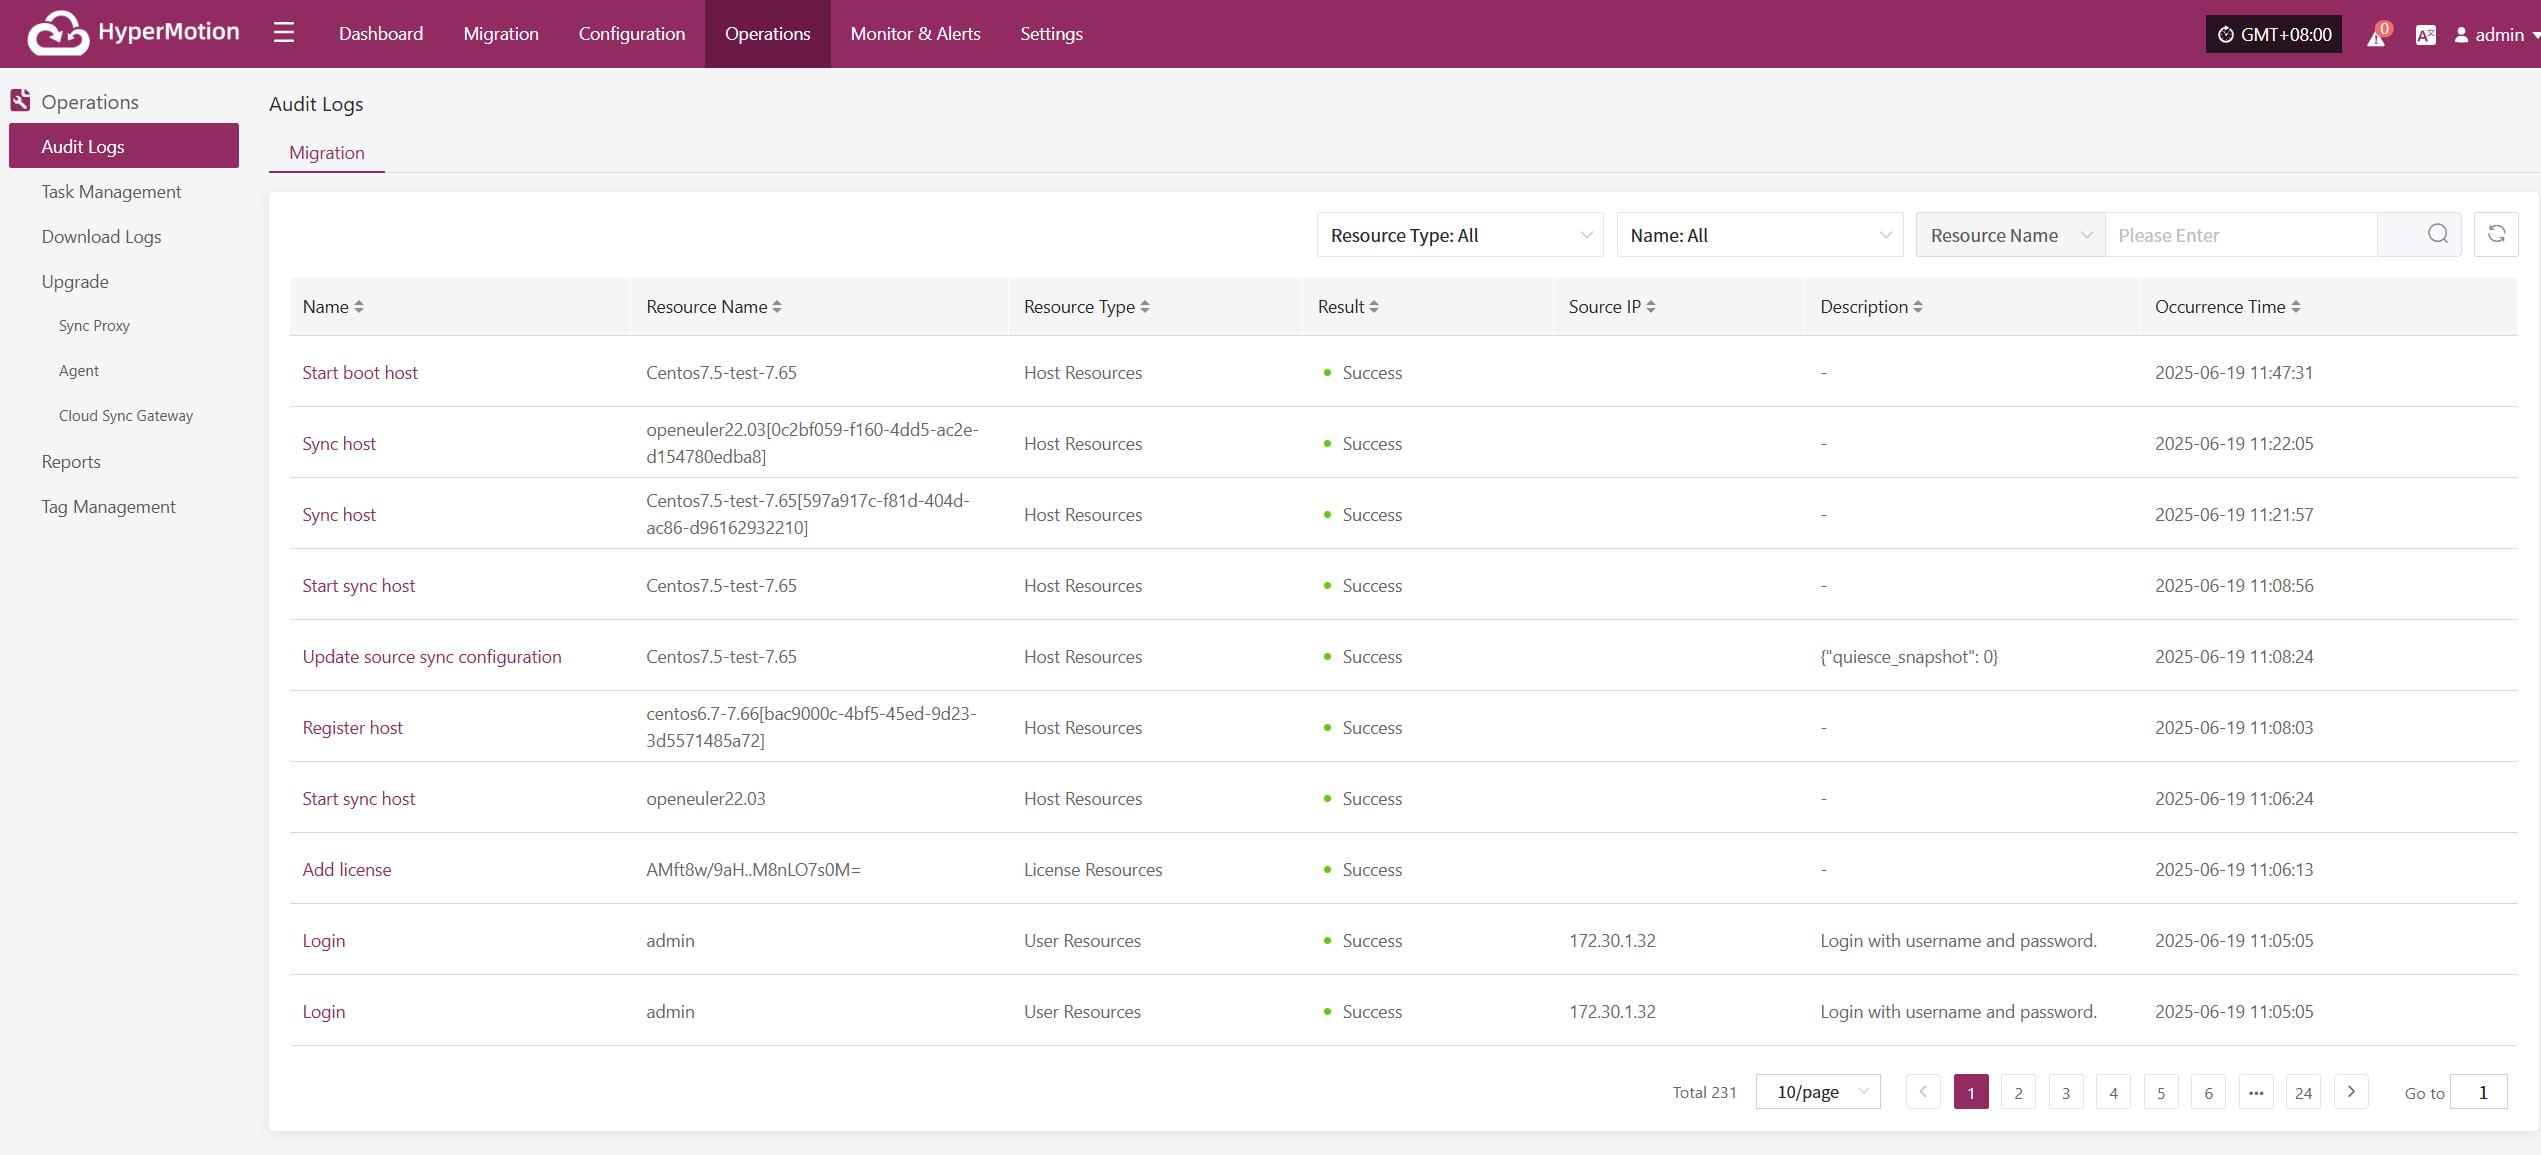 HyperMotion
Dashboard
Migration
Configuration
Operations
Monitor & Alerts
Settings
GMT+08:00
0
admin
Operations
Audit Logs
Task Management
Download Logs
Upgrade
Sync Proxy
Agent
Cloud Sync Gateway
Reports
Tag Management
Audit Logs
Migration
Resource Type: All
Name: All
Resource Name
Please Enter
Name Resource Name Resource Type Result Source IP Description Occurrence Time
Start boot host Centos7.5-test-7.65 Host Resources Success - 2025-06-19 11:47:31
Sync host openeuler22.03[0c2bf059-f160-4dd5-ac2e- Host Resources Success - 2025-06-19 11:22:05
d154780edba8]
Sync host Centos7.5-test-7.65[597a917c-f81d-404d- Host Resources Success - 2025-06-19 11:21:57
ac86-d96162932210]
Start sync host Centos7.5-test-7.65 Host Resources Success - 2025-06-19 11:08:56
Update source sync configuration Centos7.5-test-7.65 Host Resources Success {"quiesce_snapshot": 0} 2025-06-19 11:08:24
Register host centos6.7-7.66[bac9000c-4bf5-45ed-9d23- Host Resources Success - 2025-06-19 11:08:03
3d5571485a72]
Start sync host openeuler22.03 Host Resources Success - 2025-06-19 11:06:24
Add license AMft8w/9aH..M8nLO7s0M= License Resources Success - 2025-06-19 11:06:13
Login admin User Resources Success 172.30.1.32 Login with username and password. 2025-06-19 11:05:05
Login admin User Resources Success 172.30.1.32 Login with username and password. 2025-06-19 11:05:05
Total 231 10/page 1 2 3 4 5 6 ••• 24 Go to 1